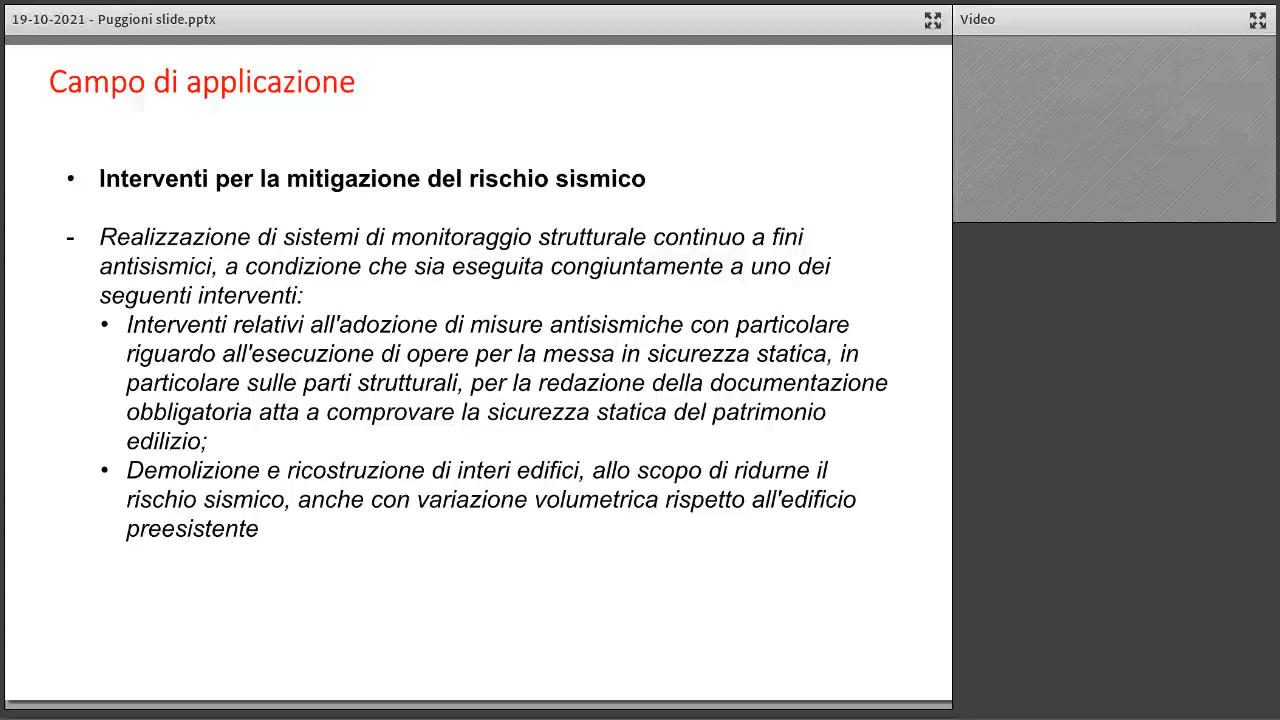 19-10-2021 - Puggioni slide.pptx
Video
Campo di applicazione
• Interventi per la mitigazione del rischio sismico
- Realizzazione di sistemi di monitoraggio strutturale continuo a fini
antisismici, a condizione che sia eseguita congiuntamente a uno dei
seguenti interventi:
• Interventi relativi all'adozione di misure antisismiche con particolare
riguardo all'esecuzione di opere per la messa in sicurezza statica, in
particolare sulle parti strutturali, per la redazione della documentazione
obbligatoria atta a comprovare la sicurezza statica del patrimonio
edilizio;
• Demolizione e ricostruzione di interi edifici, allo scopo di ridurne il
rischio sismico, anche con variazione volumetrica rispetto all'edificio
preesistente